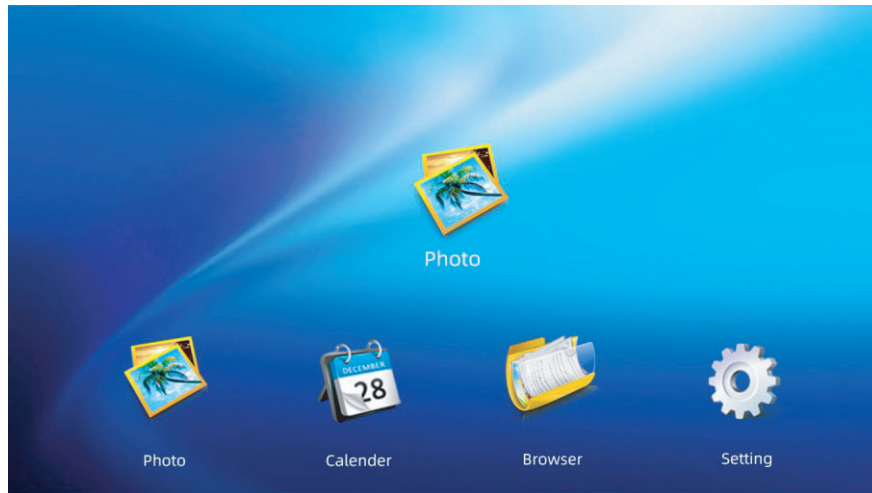 Photo
DECEMBER
28
Photo
Calender
Browser
Setting